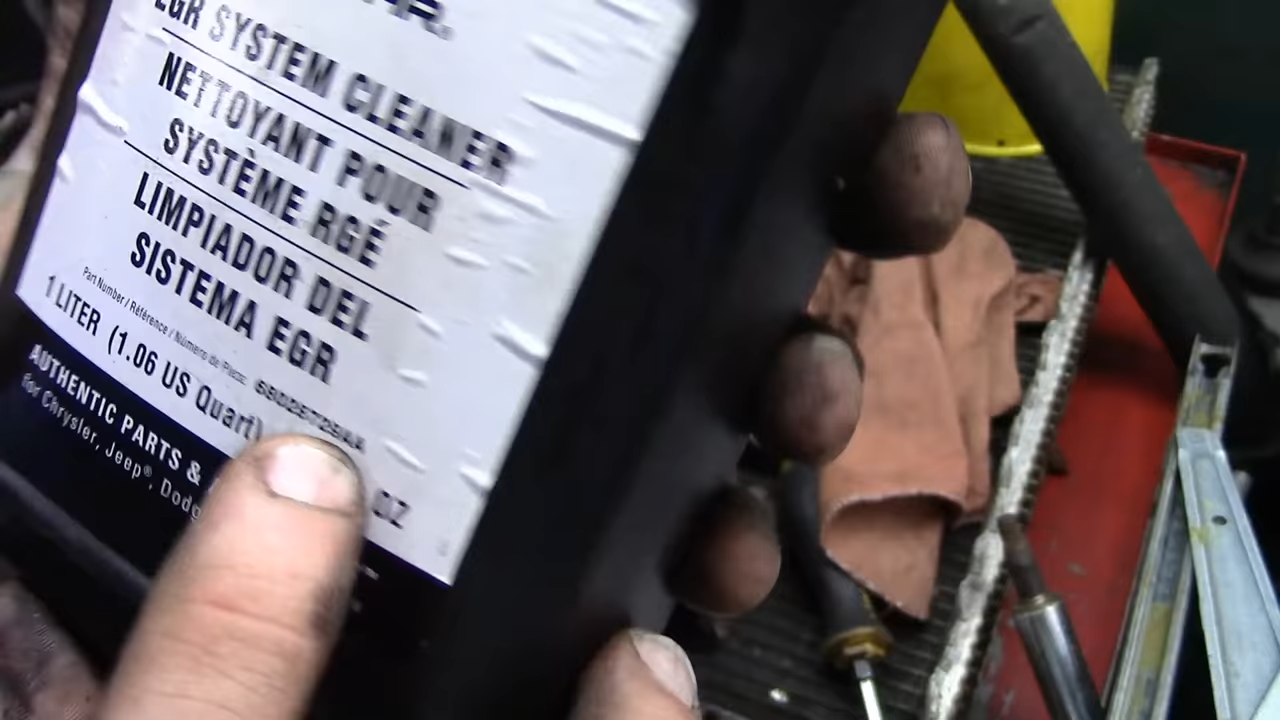 EGR SYSTEM CLEANER
NETTOYANT POUR
SYSTÈME RGÉ
LIMPIADOR DEL
SISTEMA EGR
Part Number / Référence / Número de Pieza:
1 LITER (1.06 US Quart)
OZ
AUTHENTIC PARTS &
for Chrysler, Jeep®, Dodg